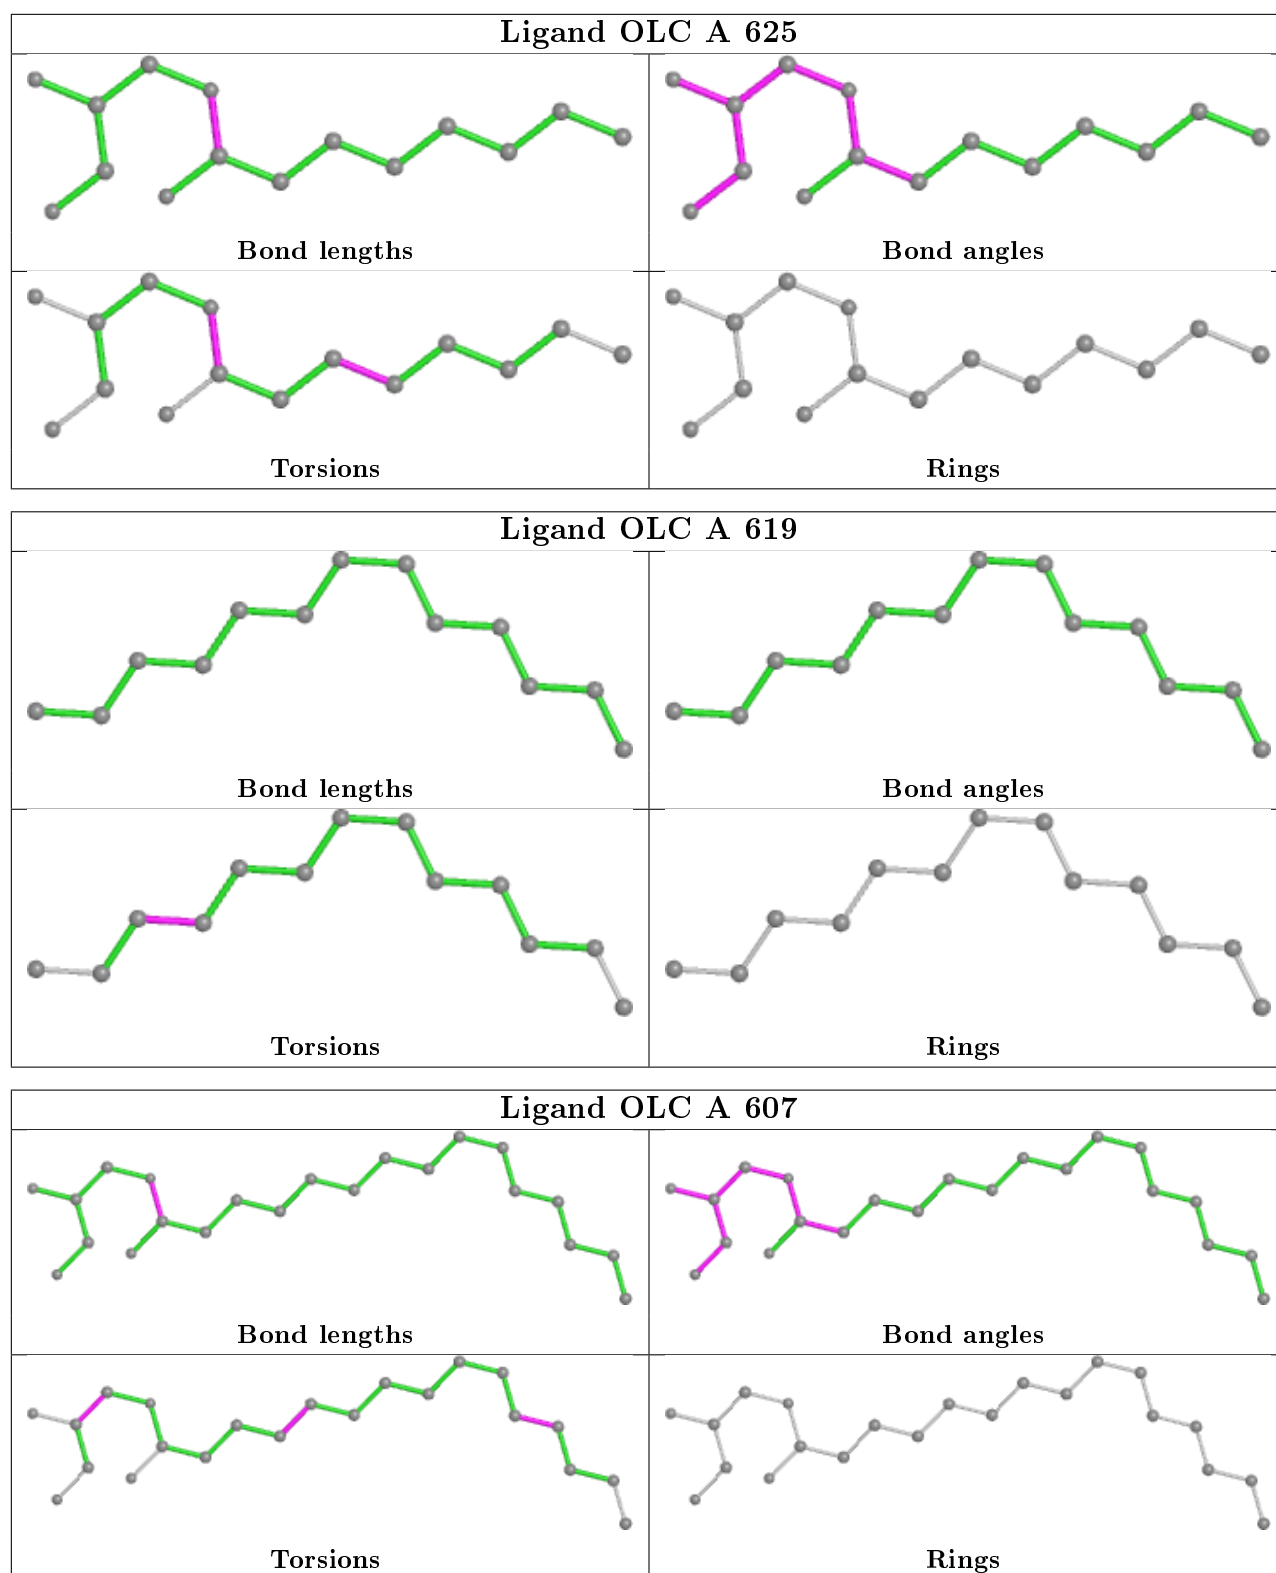 Ligand OLC A 625
Bond lengths
Bond angles
Torsions
Rings
Ligand OLC A 619
Bond lengths
Bond angles
Torsions
Rings
Ligand OLC A 607
Bond lengths
Bond angles
Torsions
Rings